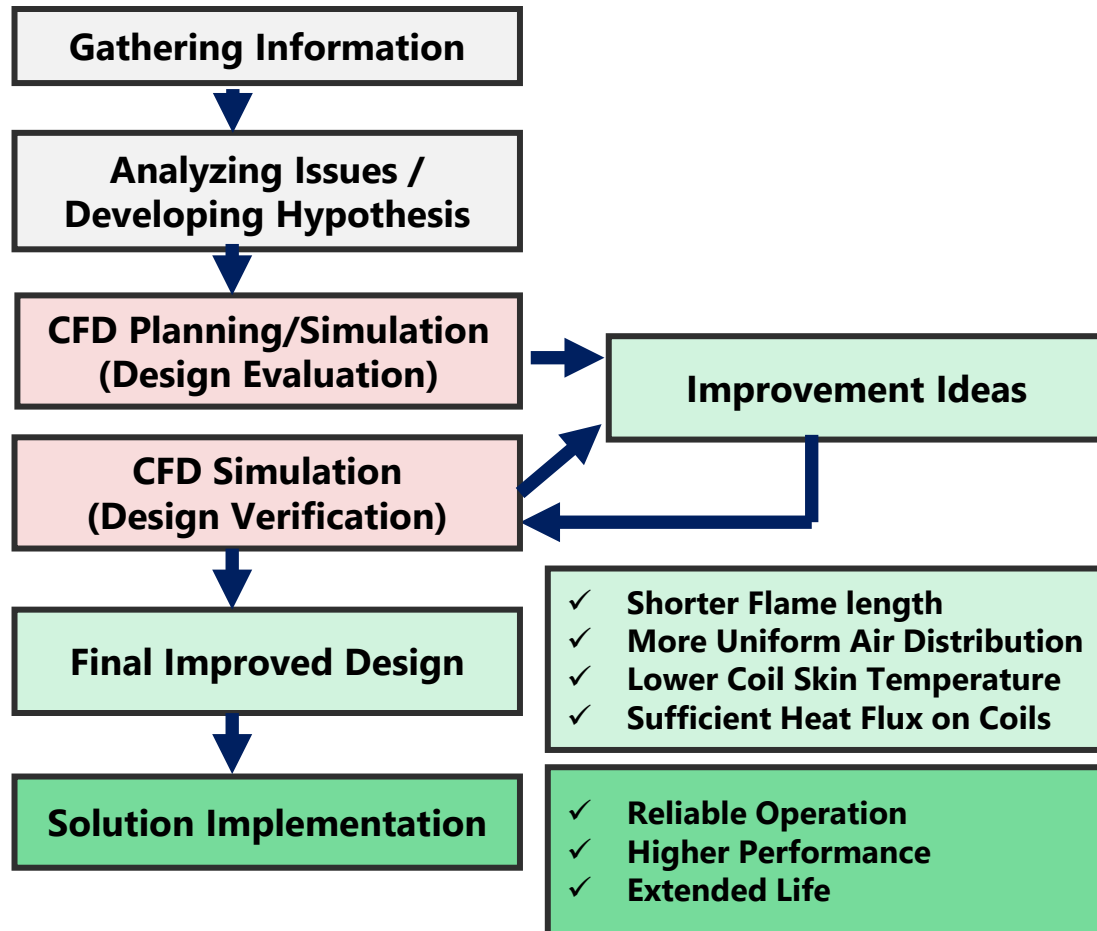 Gathering Information
Analyzing Issues /
Developing Hypothesis
CFD Planning/Simulation
(Design Evaluation)
Improvement Ideas
CFD Simulation
(Design Verification)
Final Improved Design
✓ Shorter Flame length
✓ More Uniform Air Distribution
✓ Lower Coil Skin Temperature
✓ Sufficient Heat Flux on Coils
Solution Implementation
✓ Reliable Operation
✓ Higher Performance
✓ Extended Life